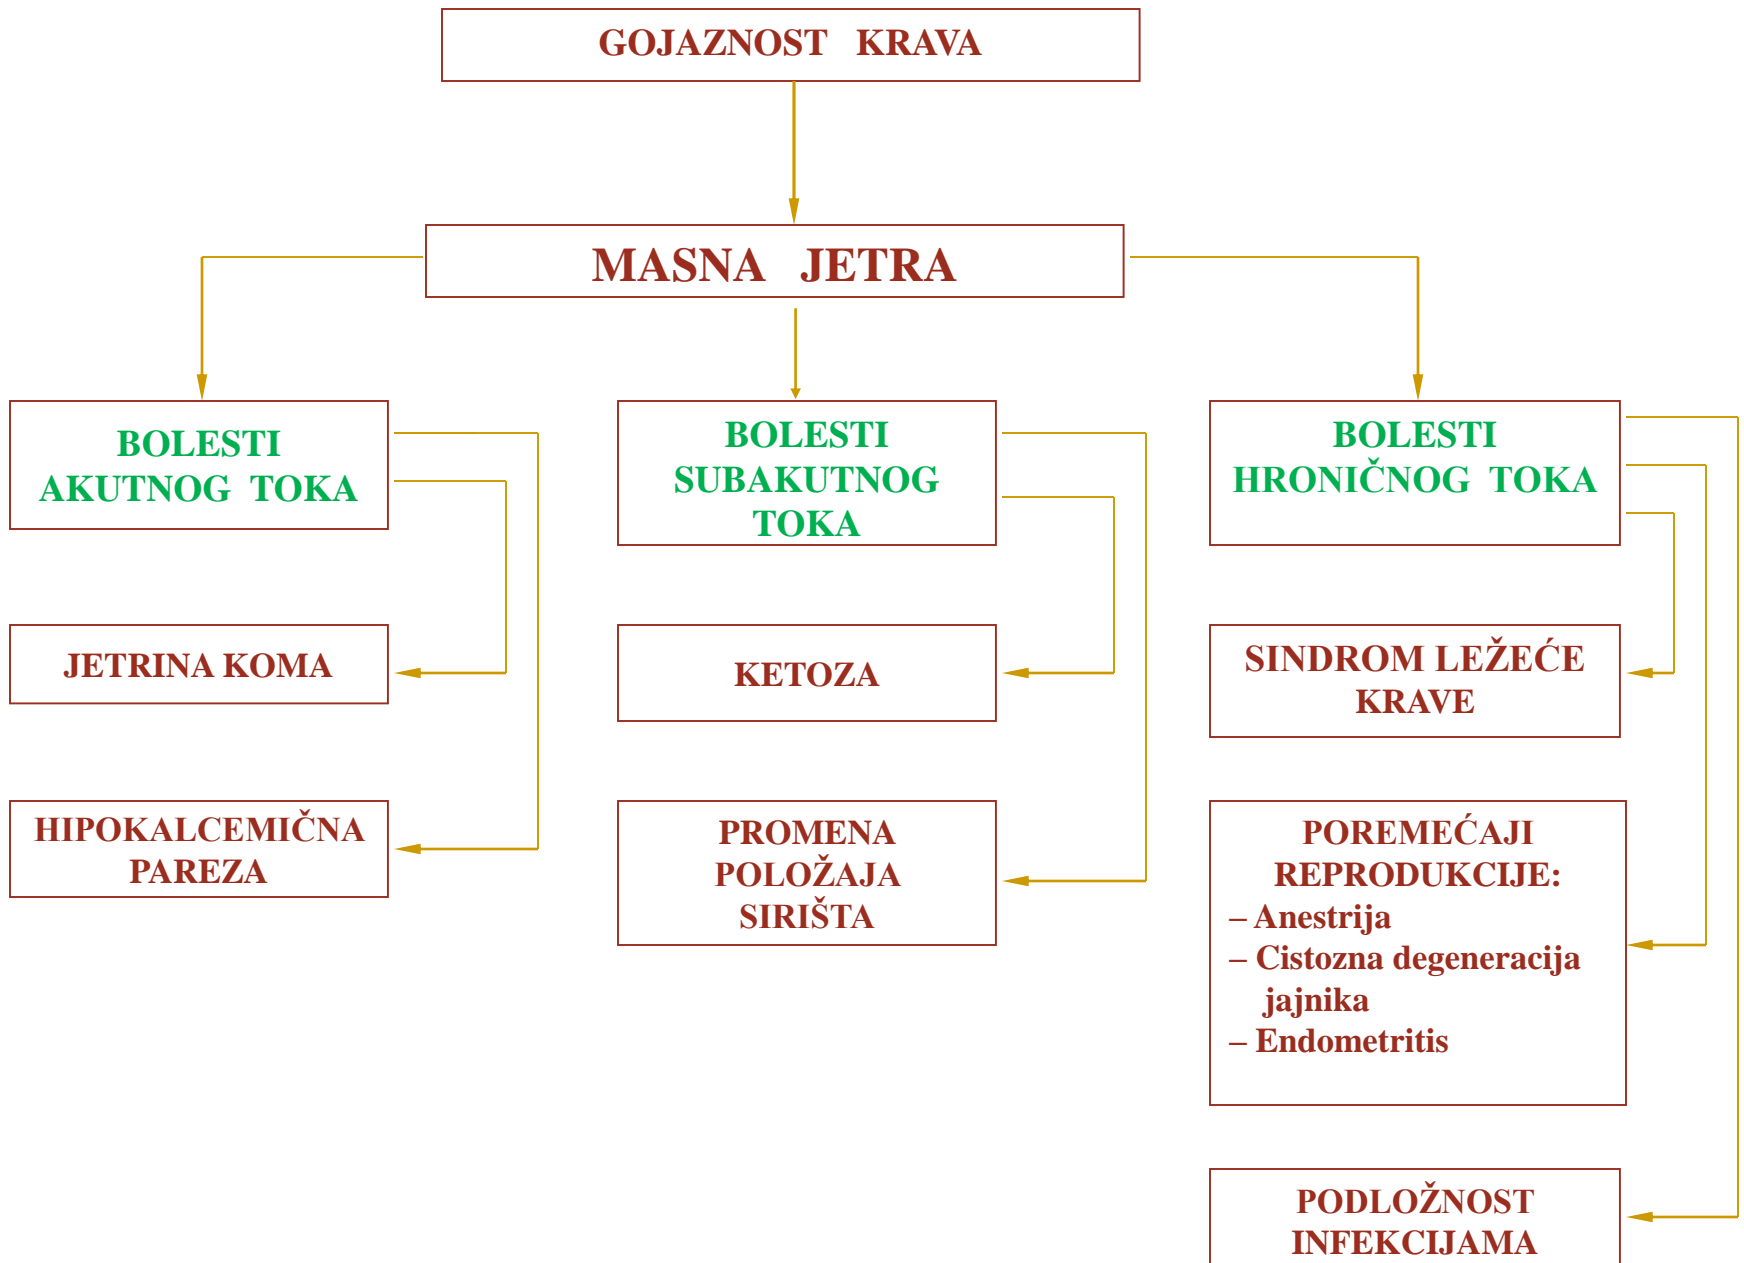 GOJAZNOST KRAVA
MASNA JETRA
BOLESTI
AKUTNOG TOKA
JETRINA KOMA
HIPOKALCEMIČNA
PAREZA
BOLESTI
SUBAKUTNOG
TOKA
KETOZA
PROMENA
POLOŽAJA
SIRIŠTA
BOLESTI
HRONIČNOG TOKA
SINDROM LEŽEĆE
KRAVE
POREMEĆAJI
REPRODUKCIJE:
– Anestrija
– Cistozna degeneracija
jajnika
– Endometritis
PODLOŽNOST
INFEKCIJAMA